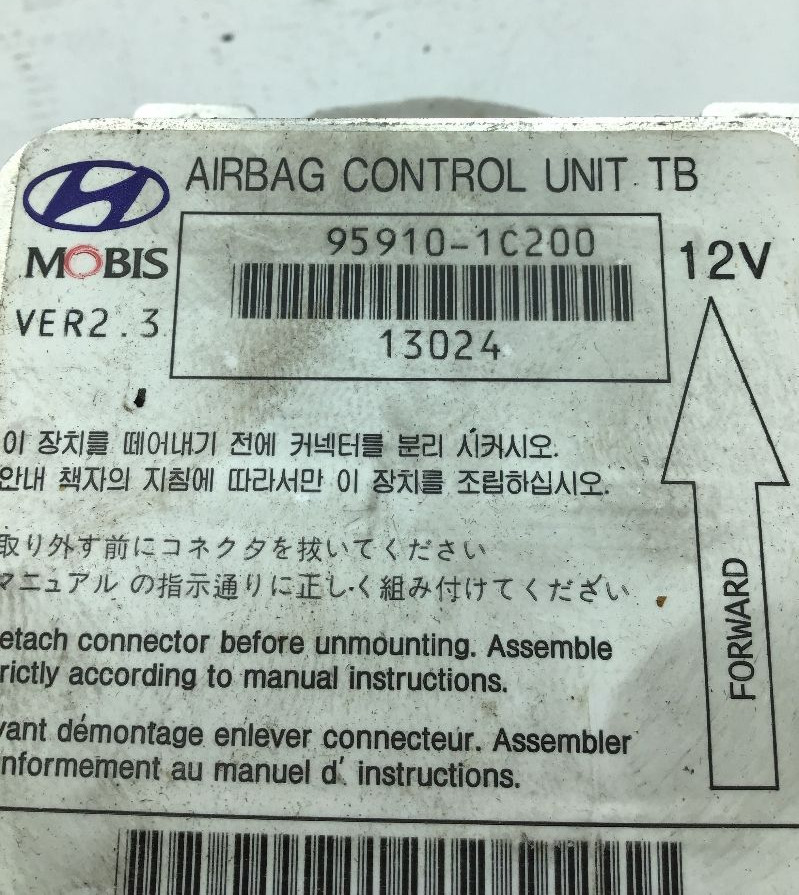 AIRBAG CONTROL UNIT TB
95910-1C200
MOBIS
12V
VER2.3
13024
이 장치를 떼어내기 전에 커넥터를 분리 시커시오.
안내 책자의 지침에 따라서만 이 장치를 조립하십시오.
取り外す前にコネクタを抜いてください
マニュアル の指示通りに正しく組み付けてください
etach connector before unmounting. Assemble
rictly according to manual instructions.
vant démontage enlever connecteur. Assembler
nformement au manuel d'. instructions.
FORWARD